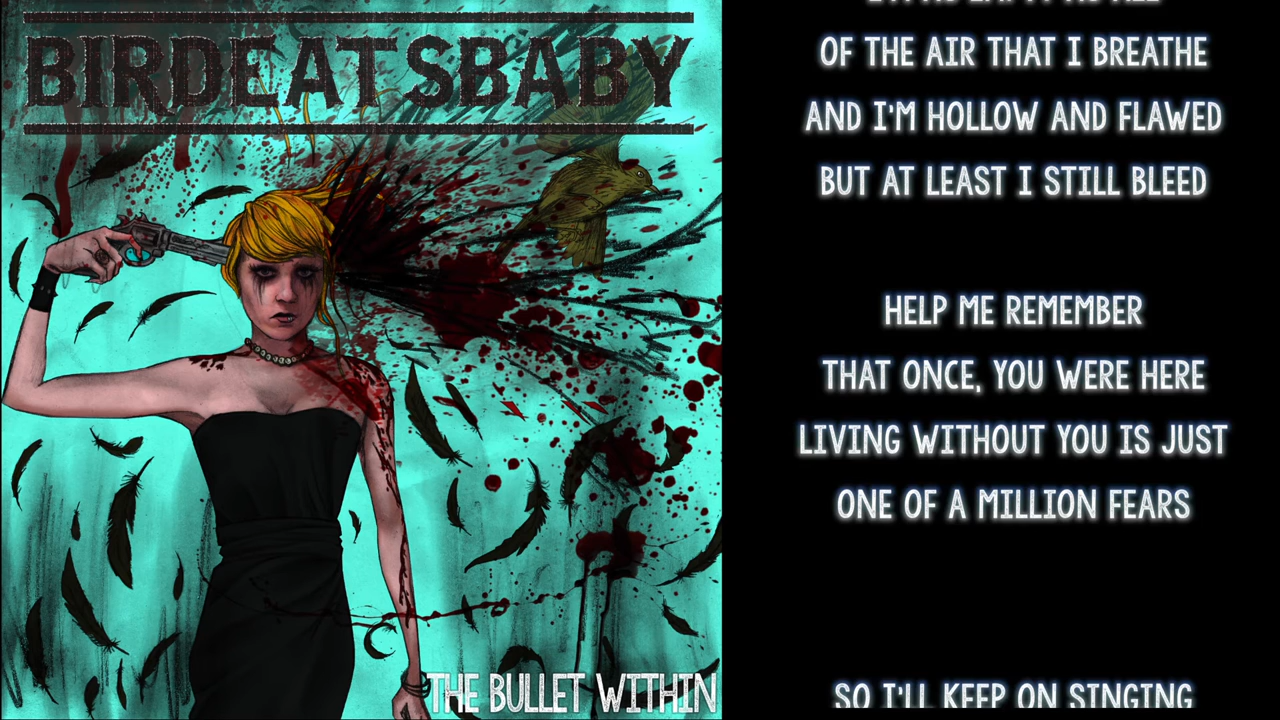 BIRDEATSBABY
THE BULLET WITHIN
OF THE AIR THAT I BREATHE
AND I'M HOLLOW AND FLAWED
BUT AT LEAST I STILL BLEED
HELP ME REMEMBER
THAT ONCE, YOU WERE HERE
LIVING WITHOUT YOU IS JUST
ONE OF A MILLION FEARS
SO I'LL KEEP ON SINGING